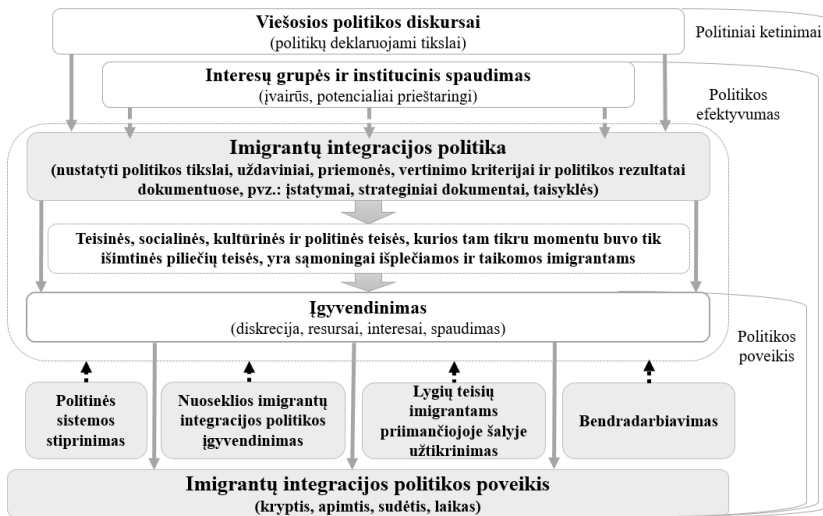 Viešosios politikos diskursai
(politikų deklaruojami tikslai)
Politiniai ketinimai
Interesų grupės ir institucinis spaudimas
(įvairūs, potencialiai prieštaringi)
Politikos
efektyvumas
Imigrantų integracijos politika
(nustatyti politikos tikslai, uždaviniai, priemonės, vertinimo kriterijai ir politikos rezultatai
dokumentuose, pvz.: įstatymai, strateginiai dokumentai, taisyklės)
Teisinės, socialinės, kultūrinės ir politinės teisės, kurios tam tikru momentu buvo tik
išimtinės piliečių teisės, yra sąmoningai išplečiamos ir taikomos imigrantams
Įgyvendinimas
(diskrecija, resursai, interesai, spaudimas)
Politikos
poveikis
Politinės
sistemos
stiprinimas
Nuoseklios imigrantų
integracijos politikos
įgyvendinimas
Lygių teisių
imigrantams
priimančiojoje šalyje
užtikrinimas
Bendradarbiavimas
Imigrantų integracijos politikos poveikis
(kryptis, apimtis, sudėtis, laikas)